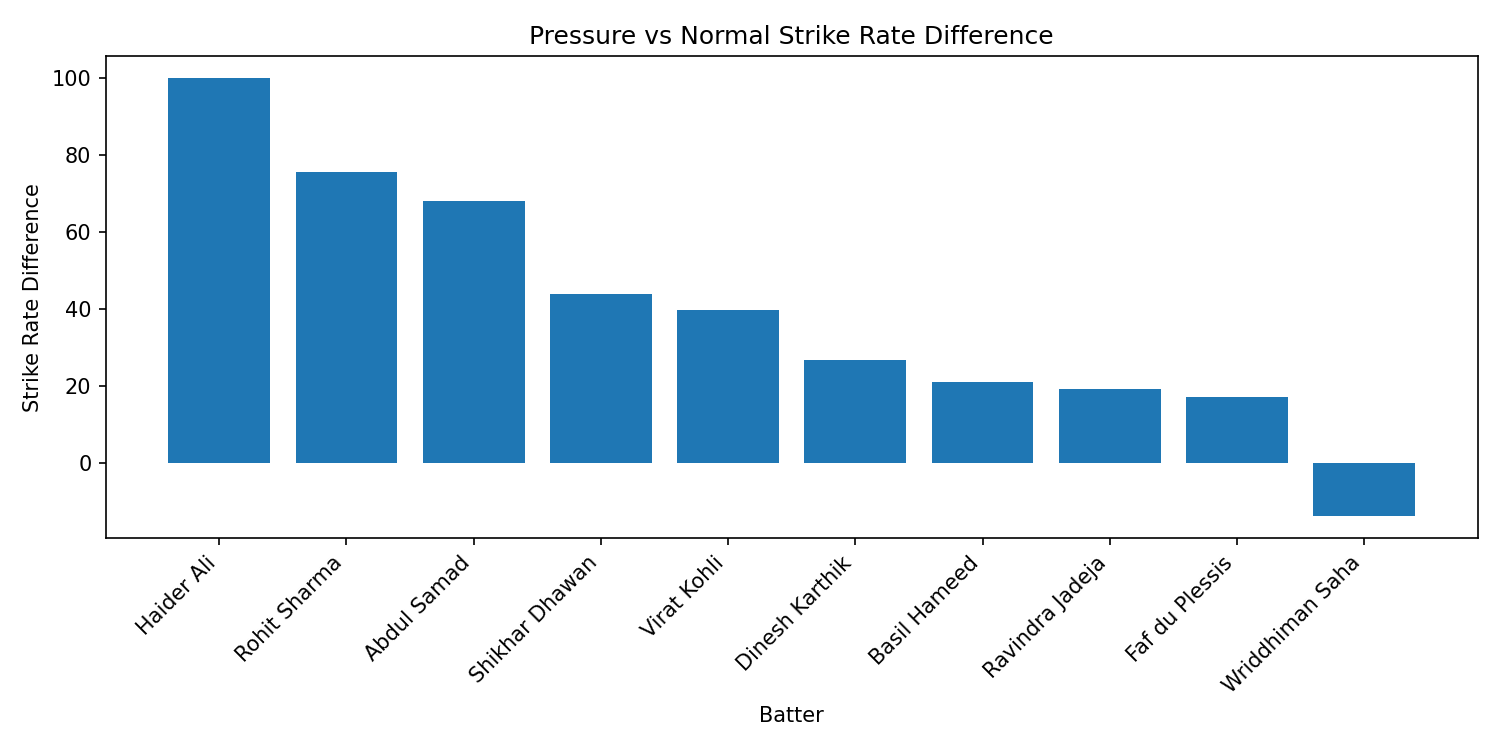 Pressure vs Normal Strike Rate Difference
Strike Rate Difference
100
80
60
40
20
0
Haider Ali
Rohit Sharma
Abdul Samad
Shikhar Dhawan
Virat Kohli
Dinesh Karthik
Basil Hameed
Ravindra Jadeja
Faf du Plessis
Wriddhiman Saha
Batter